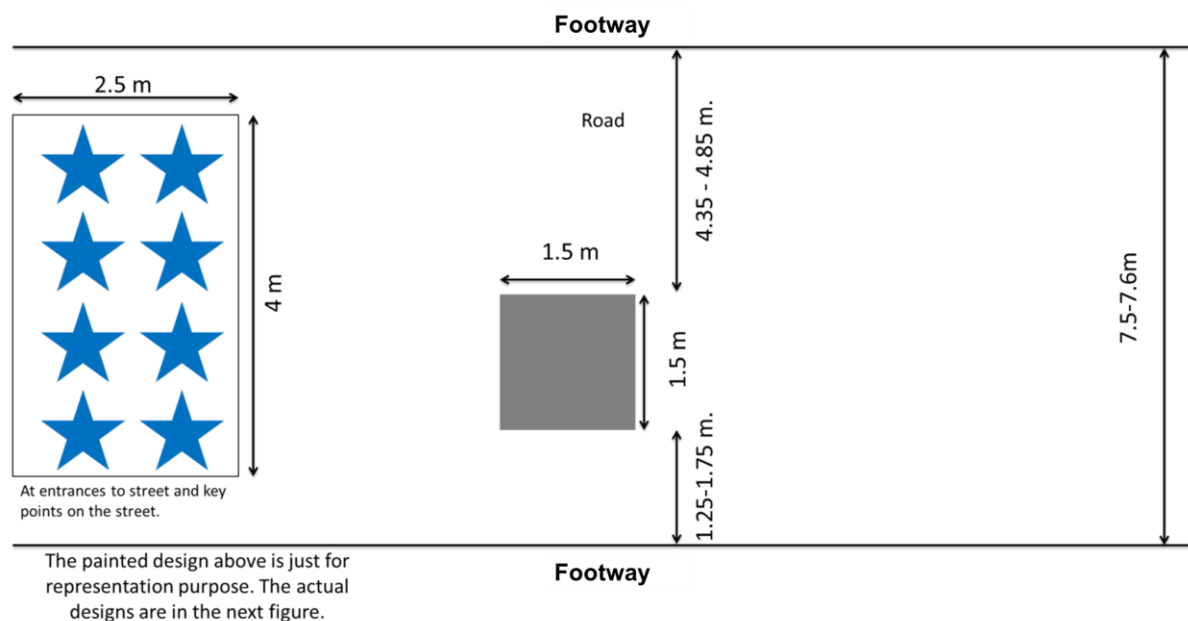 Footway
2.5 m
Road
4.35 - 4.85 m.
1.5 m
4 m
7.5-7.6m
1.5 m
1.25-1.75 m.
At entrances to street and key
points on the street.
The painted design above is just for
representation purpose. The actual
designs are in the next figure.
Footway